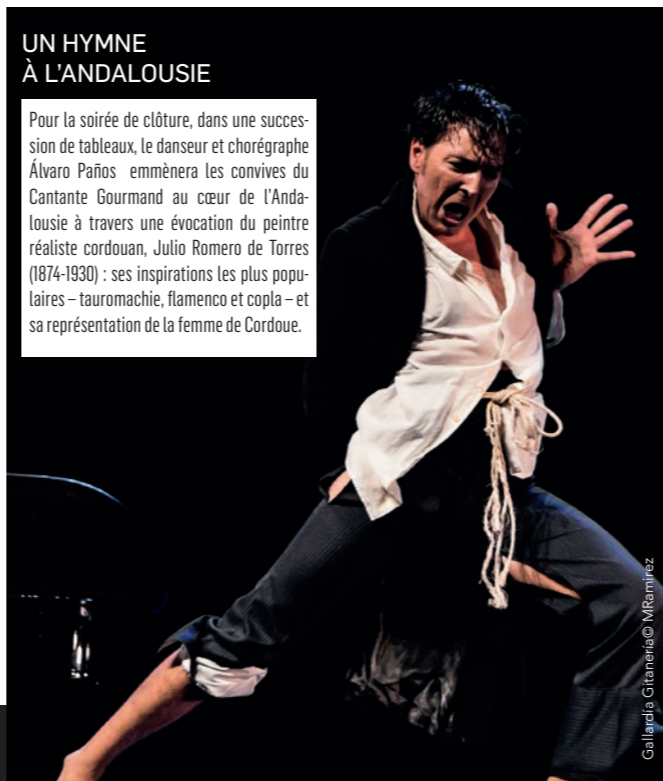 UN HYMNE
À L'ANDALOUSIE
Pour la soirée de clôture, dans une succes-
sion de tableaux, le danseur et chorégraphe
Álvaro Paños emmènera les convives du
Cantante Gourmand au cœur de l'Anda-
lousie à travers une évocation du peintre
réaliste cordouan, Julio Romero de Torres
(1874-1930) : ses inspirations les plus popu-
laires – tauromachie, flamenco et copla – et
sa représentation de la femme de Cordoue.
Gallardía Gitanería© MRamirez